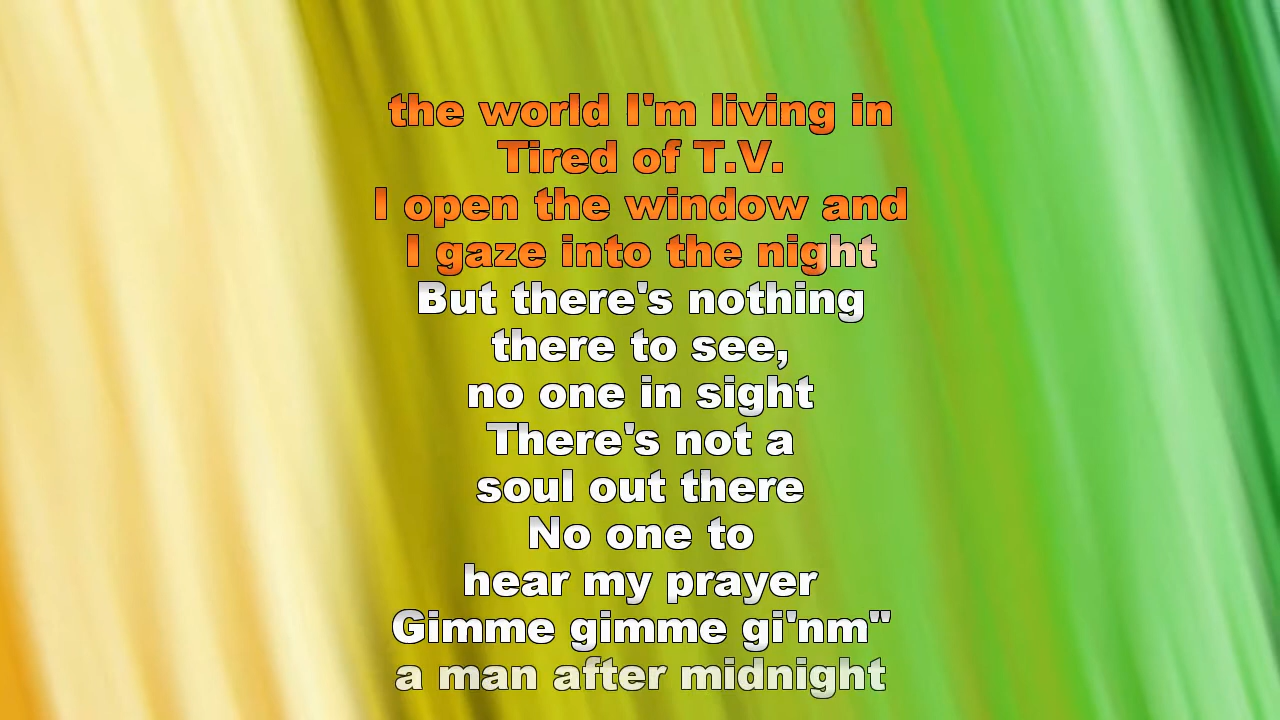 the world I'm living in
Tired of T.V.
I open the window and
I gaze into the night
But there's nothing
there to see,
no one in sight
There's not a
soul out there
No one to
hear my prayer
Gimme gimme gi'nm"
a man after midnight